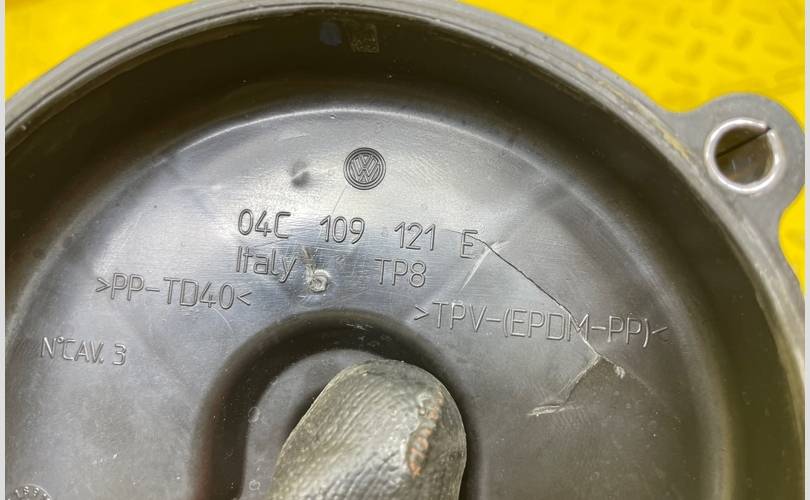 04C 109 121 E
Italy TP8
>PP-TD40<
>TPV-(EPDM-PP)<
N°CAV. 3